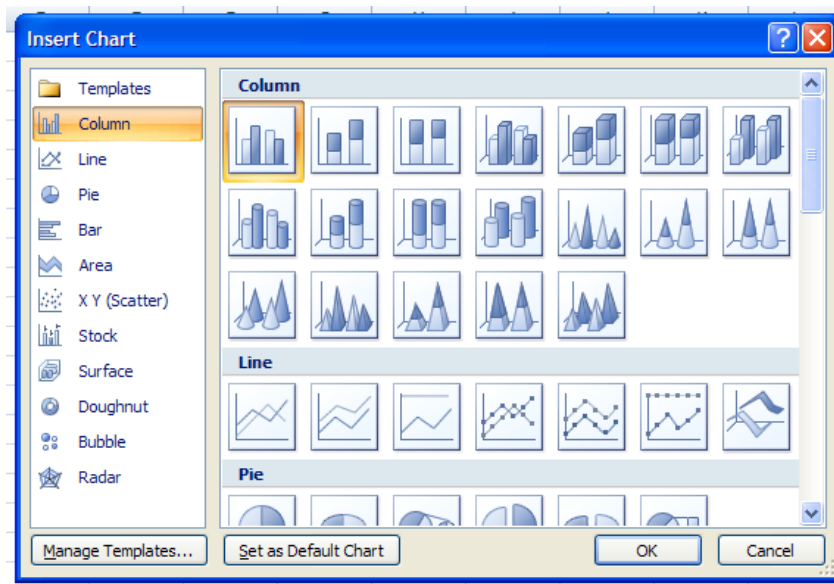 Insert Chart
Templates
Column
Line
Pie
Bar
Area
X Y (Scatter)
Stock
Surface
Doughnut
Bubble
Radar
Column
Line
Pie
Manage Templates...
Set as Default Chart
OK
Cancel